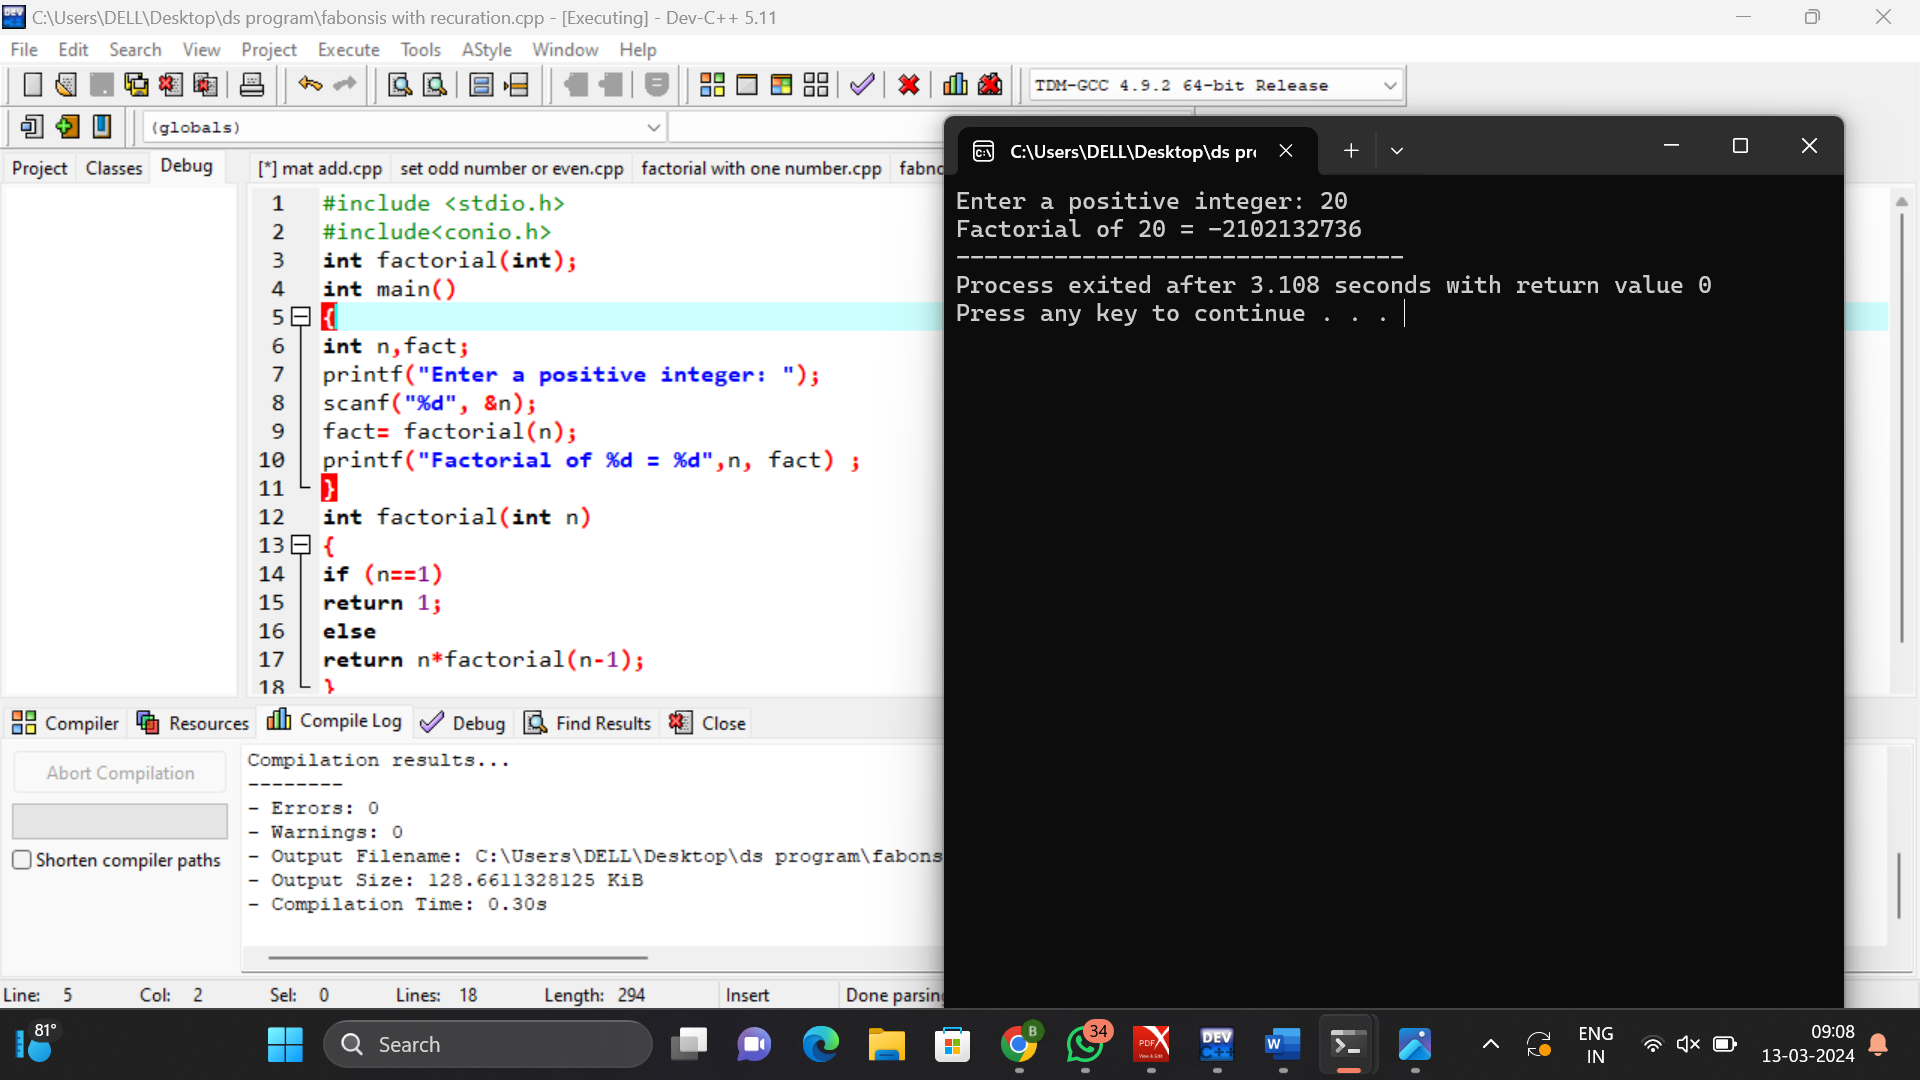 C:\Users\DELL\Desktop\ds program\fabonsis with recuration.cpp - [Executing] - Dev-C++ 5.11
File Edit Search View Project Execute Tools AStyle Window Help
TDM-GCC 4.9.2 64-bit Release
(globals)
Project Classes Debug
[*] mat add.cpp set odd number or even.cpp factorial with one number.cpp fabno
1 #include <stdio.h>
2 #include<conio.h>
3 int factorial(int);
4 int main()
5 {
6 int n,fact;
7 printf("Enter a positive integer: ");
8 scanf("%d", &n);
9 fact= factorial(n);
10 printf("Factorial of %d = %d",n, fact) ;
11 }
12 int factorial(int n)
13 {
14 if (n==1)
15 return 1;
16 else
17 return n*factorial(n-1);
18 }
C:\Users\DELL\Desktop\ds pr
Enter a positive integer: 20
Factorial of 20 = -2102132736
--------------------------------
Process exited after 3.108 seconds with return value 0
Press any key to continue . . .
Compiler Resources Compile Log Debug Find Results Close
Abort Compilation
Shorten compiler paths
Compilation results...
--------
- Errors: 0
- Warnings: 0
- Output Filename: C:\Users\DELL\Desktop\ds program\fabons
- Output Size: 128.6611328125 KiB
- Compilation Time: 0.30s
Line: 5 Col: 2 Sel: 0 Lines: 18 Length: 294 Insert Done parsing
81°
Search
B
34
PDF
View & Edit
DEV
C++
W
ENG
IN
09:08
13-03-2024